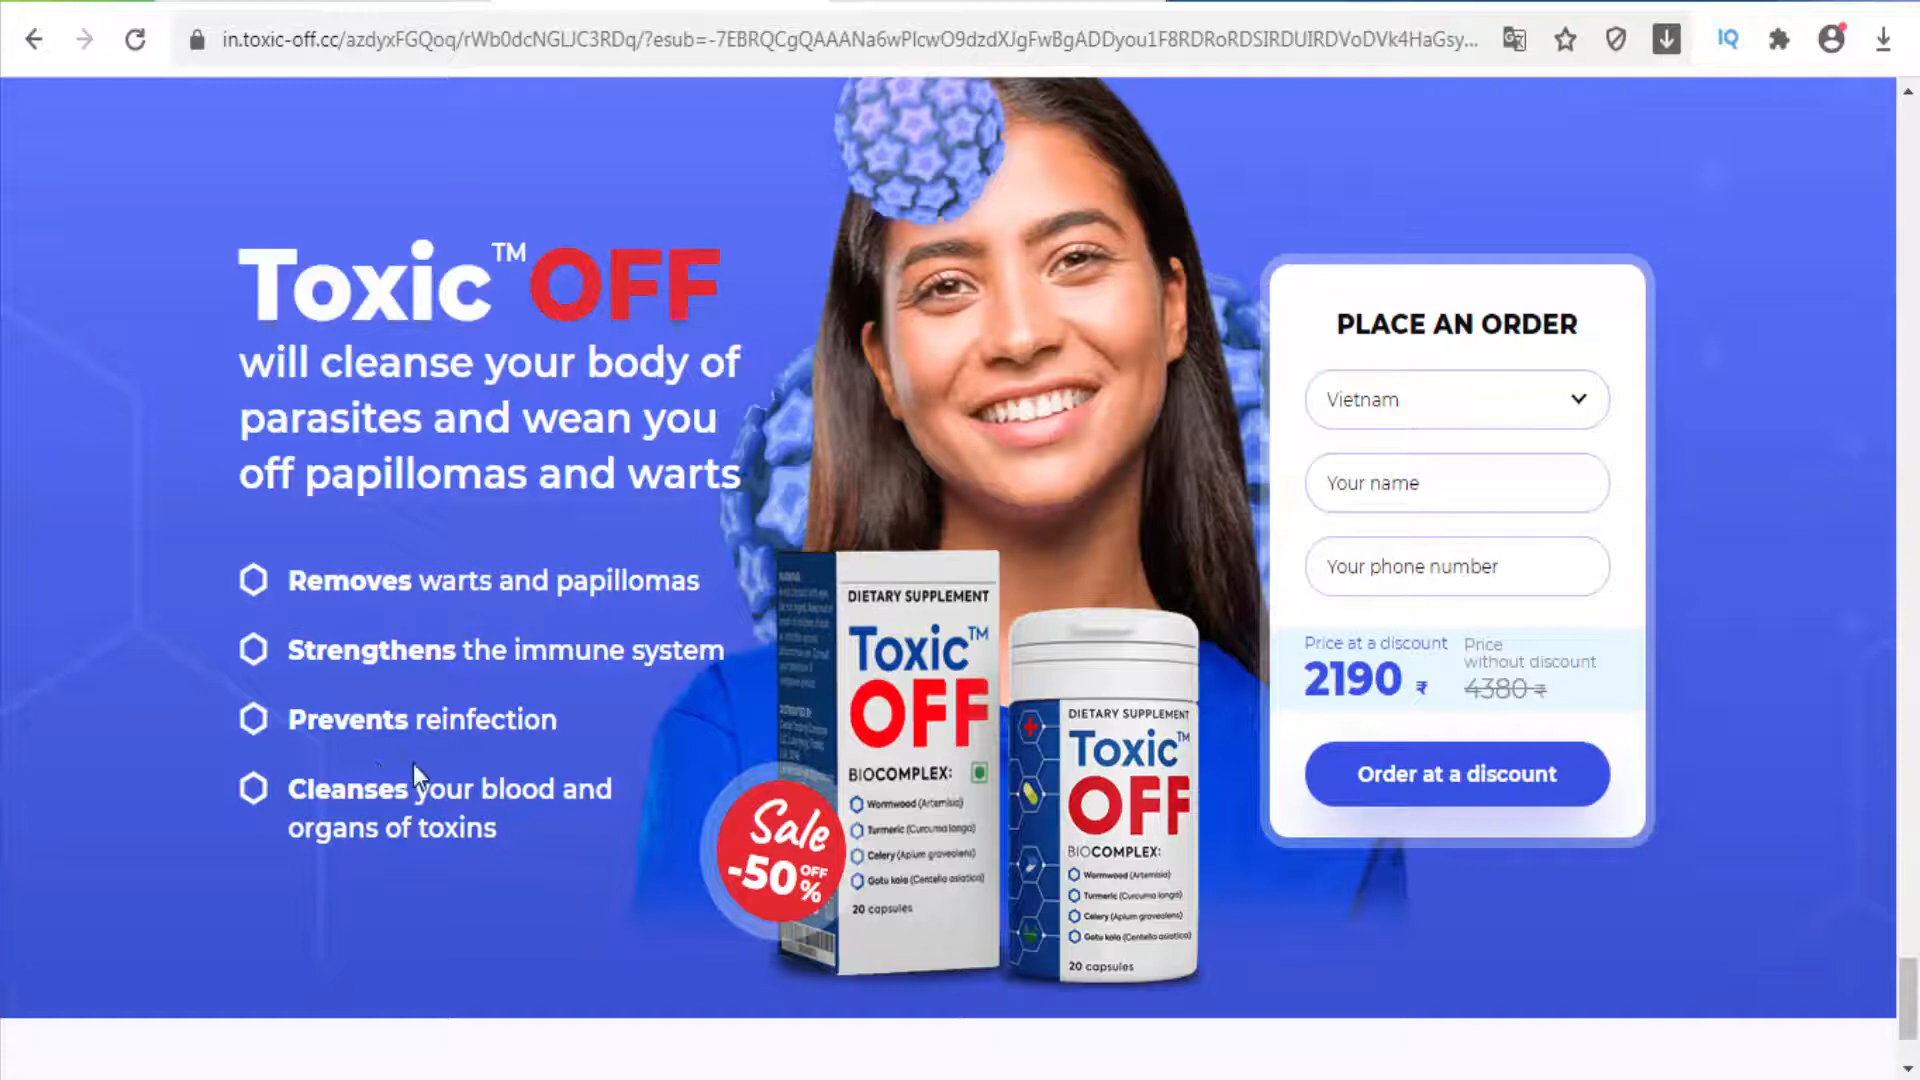 in.toxic-off.cc/azdyxFGQoq/rWb0dcNGLJC3RDq/?esub=-7EBRQCgQAAANa6wPlcwO9dzdXJgFwBgADDyou1F8RDRoRDSIRDUIRDVoDVk4HaGsy...
IQ
Toxic™ OFF
will cleanse your body of
parasites and wean you
off papillomas and warts
Removes warts and papillomas
Strengthens the immune system
Prevents reinfection
Cleanses your blood and
organs of toxins
DIETARY SUPPLEMENT
Toxic™
OFF
BIOCOMPLEX:
Wormwood (Artemisia)
Turmeric (Curcuma longa)
Celery (Apium graveolens)
Gotu kola (Centella asiatica)
20 capsules
Sale
-50% OFF
DIETARY SUPPLEMENT
Toxic™
OFF
BIOCOMPLEX:
Wormwood (Artemisia)
Turmeric (Curcuma longa)
Celery (Apium graveolens)
Gotu kola (Centella asiatica)
20 capsules
PLACE AN ORDER
Vietnam
Your name
Your phone number
Price at a discount
2190 ₹
Price
without discount
4380 ₹
Order at a discount